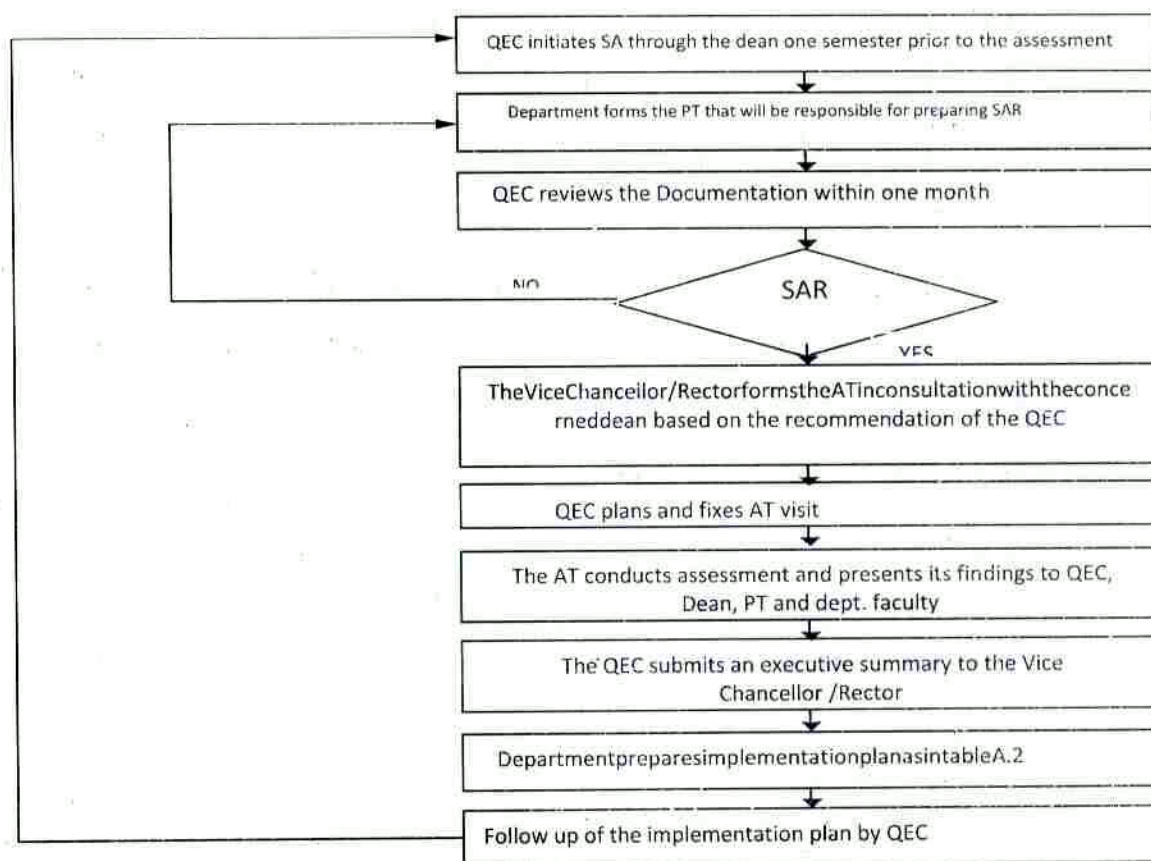 QEC initiates SA through the dean one semester prior to the assessment
Department forms the PT that will be responsible for preparing SAR
QEC reviews the Documentation within one month
NO
SAR
YES
TheViceChancellor/RectorformstheATinconsultationwiththeconce
rneddean based on the recommendation of the QEC
QEC plans and fixes AT visit
The AT conducts assessment and presents its findings to QEC,
Dean, PT and dept. faculty
The QEC submits an executive summary to the Vice
Chancellor /Rector
DepartmentpreparesimplementationplanasintableA.2
Follow up of the implementation plan by QEC